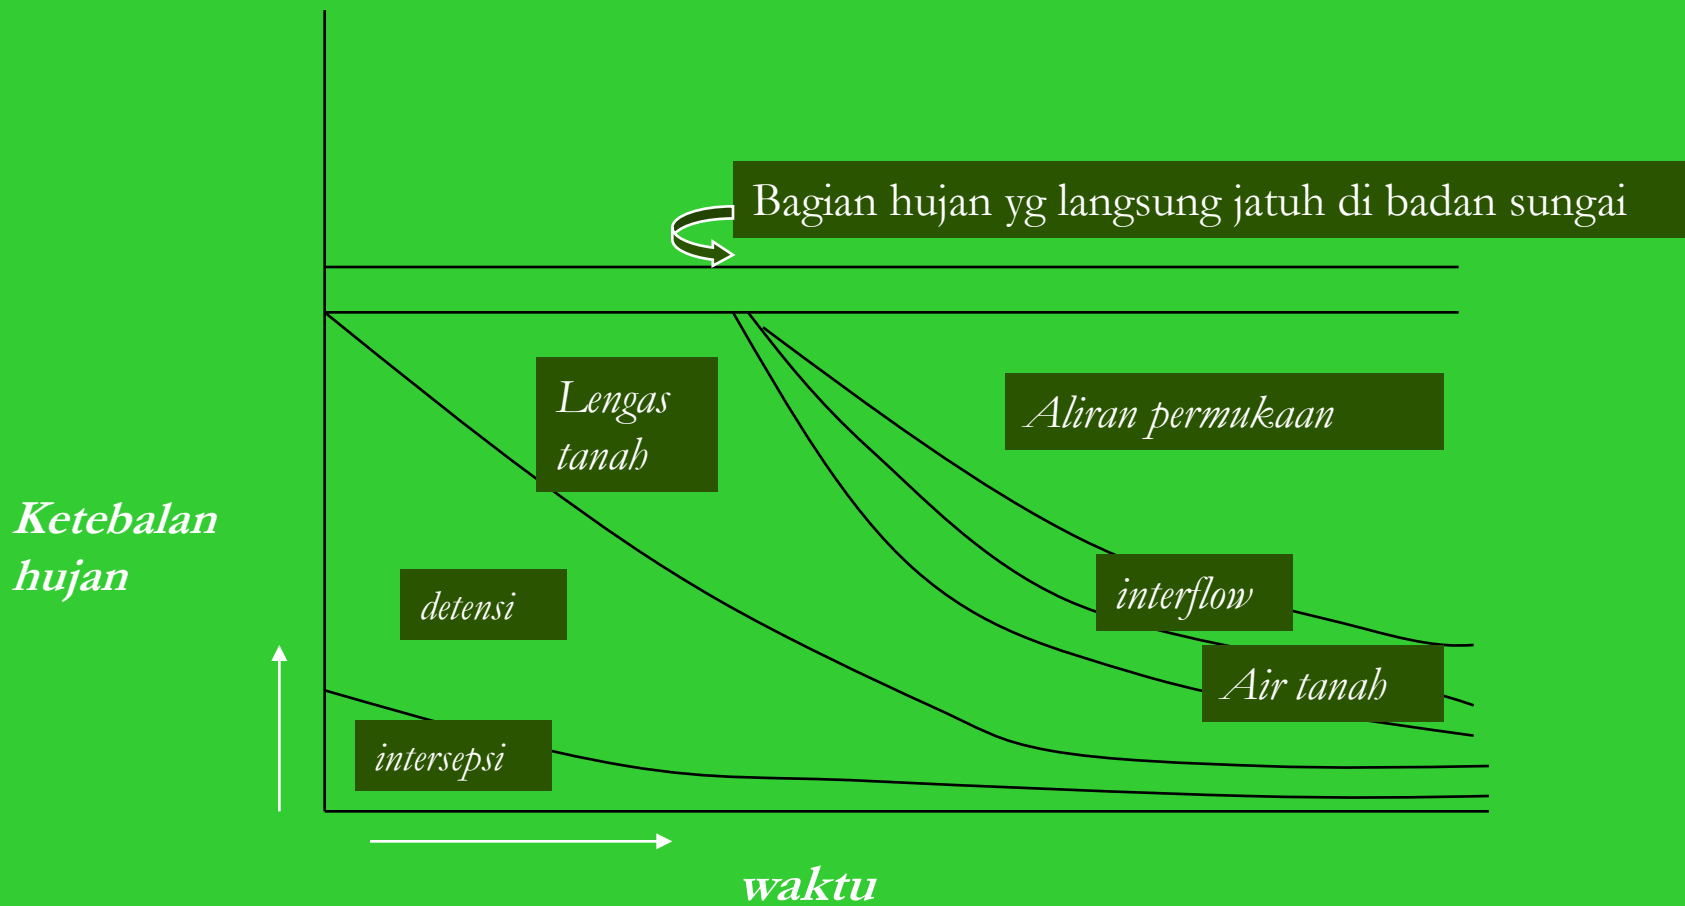 Bagian hujan yg langsung jatuh di badan sungai
Lengas
tanah
Aliran permukaan
Ketebalan
hujan
detensi
interflow
Air tanah
intersepsi
waktu